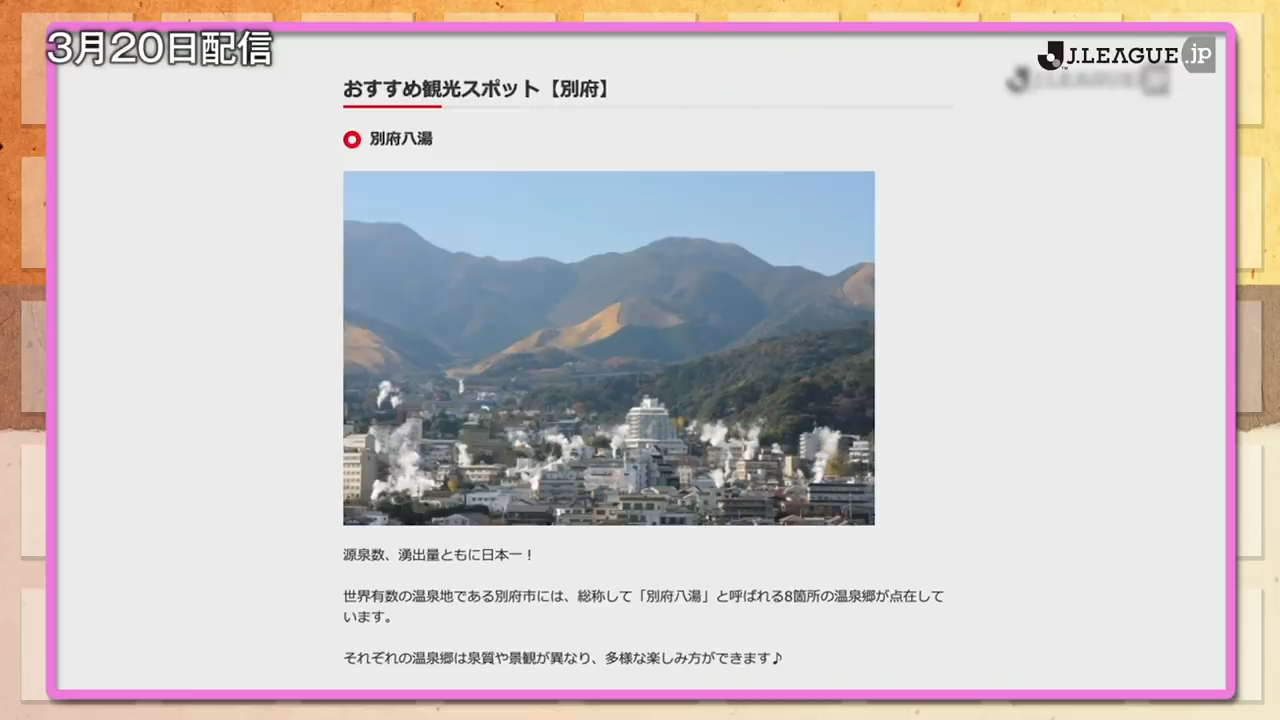 3月20日配信
J.LEAGUE.jp
おすすめ観光スポット【別府】
別府八湯
源泉数、湧出量ともに日本一！
世界有数の温泉地である別府市には、総称して「別府八湯」と呼ばれる8箇所の温泉郷が点在して
います。
それぞれの温泉郷は泉質や景観が異なり、多様な楽しみ方ができます♪